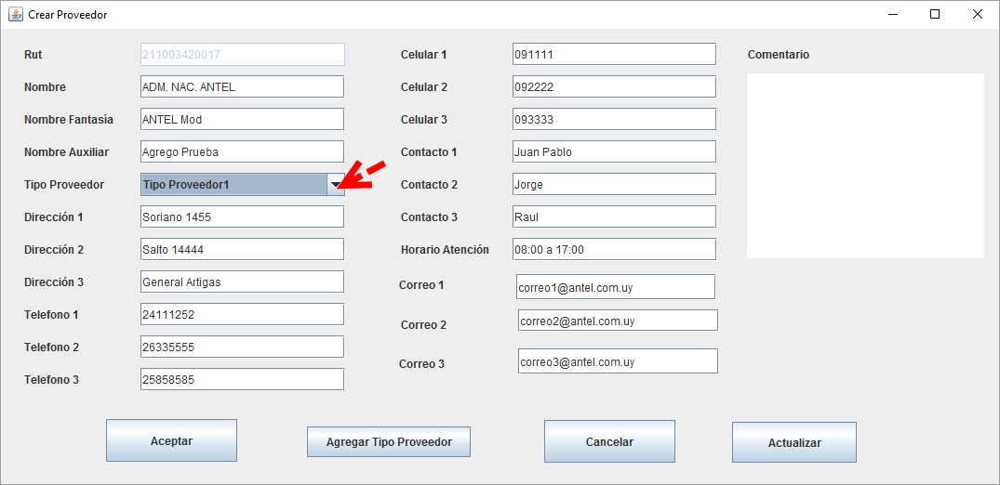 Crear Proveedor
Rut 211003420017
Nombre ADM. NAC. ANTEL
Nombre Fantasía ANTEL Mod
Nombre Auxiliar Agrego Prueba
Tipo Proveedor Tipo Proveedor1
Dirección 1 Soriano 1455
Dirección 2 Salto 14444
Dirección 3 General Artigas
Telefono 1 24111252
Telefono 2 26335555
Telefono 3 25858585
Celular 1 091111
Celular 2 092222
Celular 3 093333
Contacto 1 Juan Pablo
Contacto 2 Jorge
Contacto 3 Raul
Horario Atención 08:00 a 17:00
Correo 1 correo1@antel.com.uy
Correo 2 correo2@antel.com.uy
Correo 3 correo3@antel.com.uy
Comentario
Aceptar
Agregar Tipo Proveedor
Cancelar
Actualizar